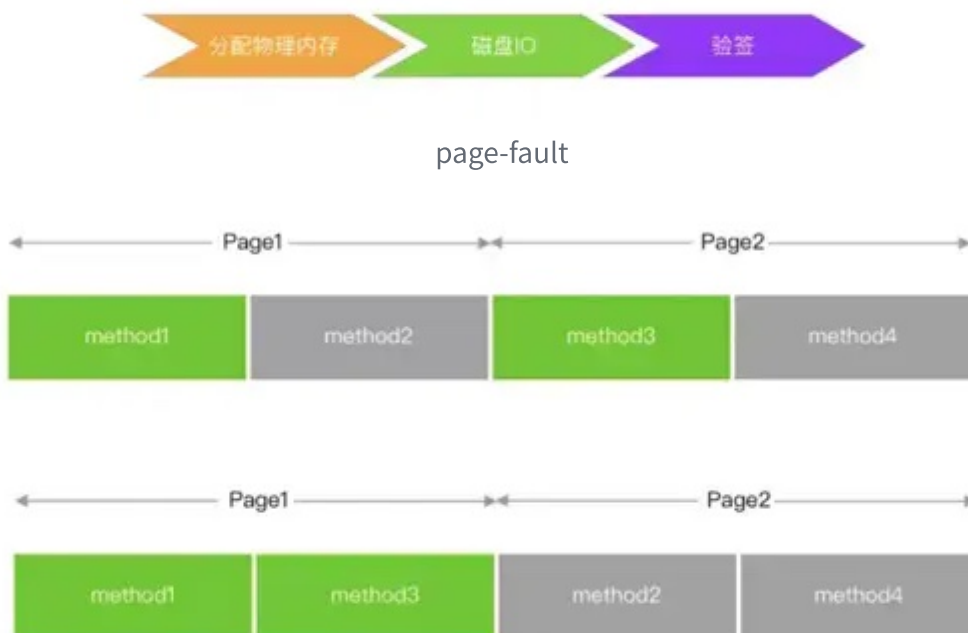 分配物理内存 磁盘IO 验签
page-fault
Page1 Page2
method1 method2 method3 method4
Page1 Page2
method1 method3 method2 method4